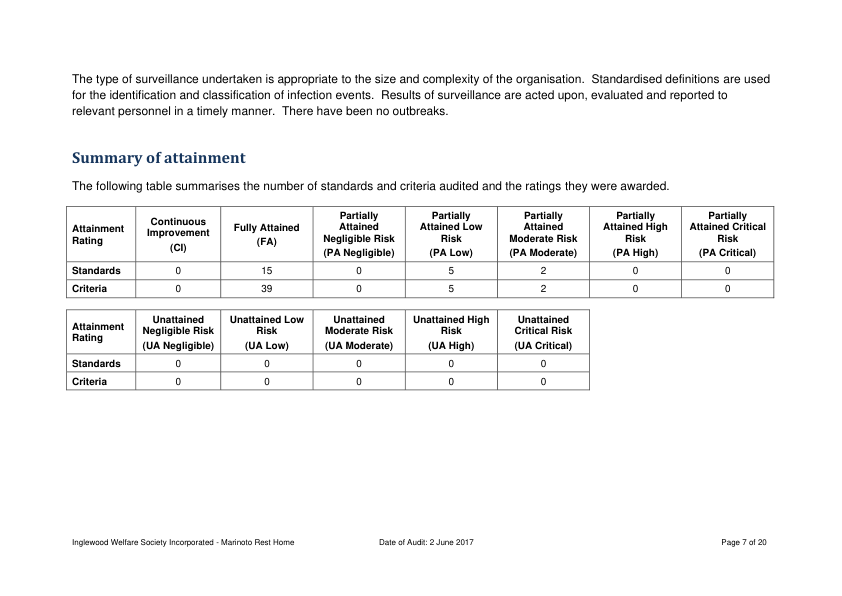 The type of surveillance undertaken is appropriate to the size and complexity of the organisation.  Standardised definitions are used
for the identification and classification of infection events.  Results of surveillance are acted upon, evaluated and reported to
relevant personnel in a timely manner.  There have been no outbreaks.
Summary of attainment
The following table summarises the number of standards and criteria audited and the ratings they were awarded.
Attainment Rating | Continuous Improvement (CI) | Fully Attained (FA) | Partially Attained Negligible Risk (PA Negligible) | Partially Attained Low Risk (PA Low) | Partially Attained Moderate Risk (PA Moderate) | Partially Attained High Risk (PA High) | Partially Attained Critical Risk (PA Critical)
Standards | 0 | 15 | 0 | 5 | 2 | 0 | 0
Criteria | 0 | 39 | 0 | 5 | 2 | 0 | 0
Attainment Rating | Unattained Negligible Risk (UA Negligible) | Unattained Low Risk (UA Low) | Unattained Moderate Risk (UA Moderate) | Unattained High Risk (UA High) | Unattained Critical Risk (UA Critical)
Standards | 0 | 0 | 0 | 0 | 0
Criteria | 0 | 0 | 0 | 0 | 0
Inglewood Welfare Society Incorporated - Marinoto Rest Home Date of Audit: 2 June 2017 Page 7 of 20